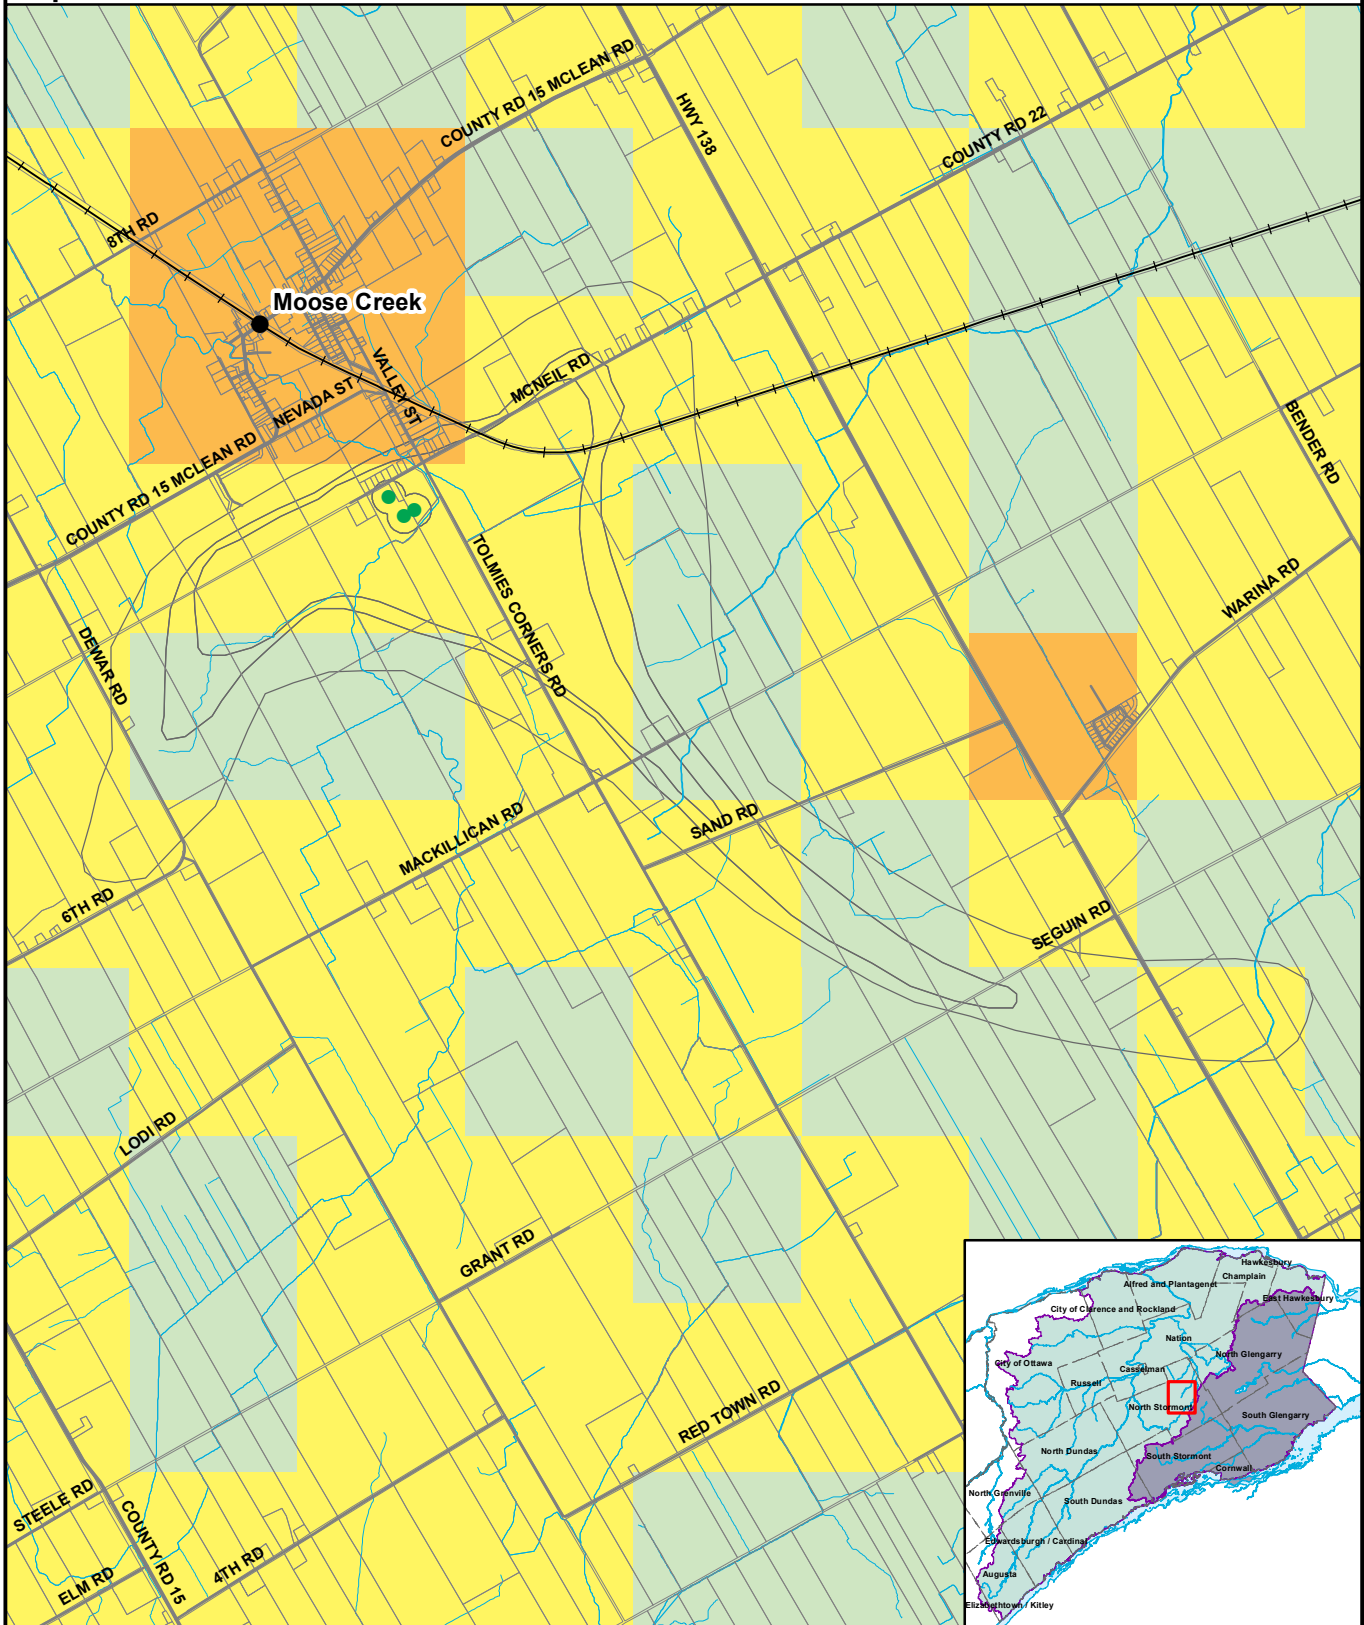 COUNTY RD 15 MCLEAN RD
HWY 138
COUNTY RD 22
8TH RD
Moose Creek
VALLEY ST
MCNEIL RD
NEVADA ST
BENDER RD
COUNTY RD 15 MCLEAN RD
TOLMIES CORNERS RD
WARINA RD
DEWAR RD
MACKILLICAN RD
SAND RD
6TH RD
SEGUIN RD
LODI RD
GRANT RD
RED TOWN RD
STEELE RD
COUNTY RD 15
4TH RD
ELM RD
Hawkesbury
Champlain
Alfred and Plantagenet
East Hawkesbury
City of Clarence and Rockland
Nation
North Glengarry
City of Ottawa
Casselman
Russell
North Stormont
South Glengarry
North Dundas
South Stormont
Cornwall
North Grenville
South Dundas
Edwardsburgh / Cardinal
Augusta
Elizabethtown / Kitley